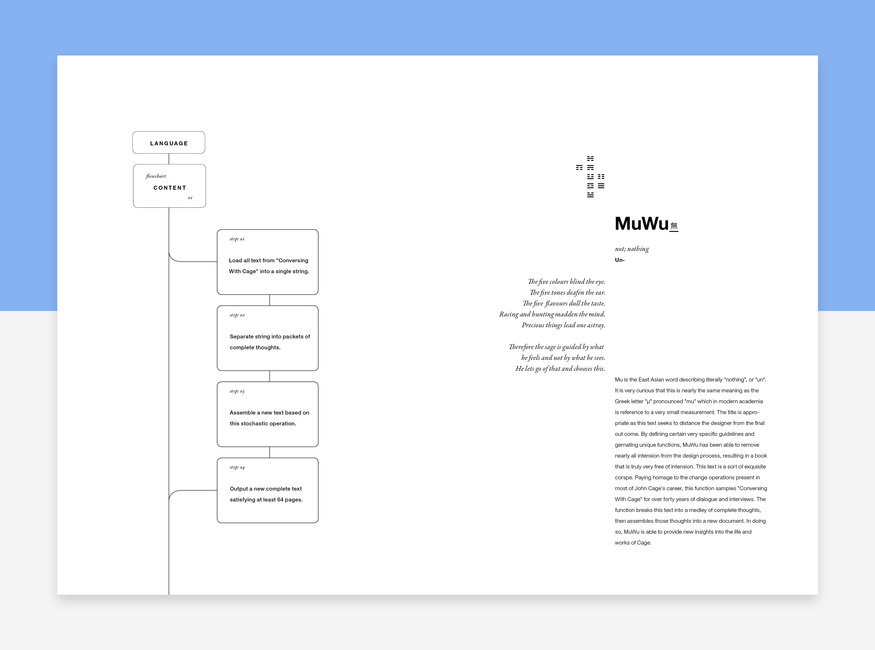 LANGUAGE
flowchart
CONTENT
01
step: 01
Load all text from "Conversing
With Cage" into a single string.
step: 02
Separate string into packets of
complete thoughts.
step: 03
Assemble a new text based on
this stochastic operation.
step: 04
Output a new complete text
satisfying at least 64 pages.
MuWu無
not; nothing
Un-
The five colours blind the eye.
The five tones deafen the ear.
The five flavours dull the taste.
Racing and hunting madden the mind.
Precious things lead one astray.
Therefore the sage is guided by what
he feels and not by what he sees.
He lets go of that and chooses this.
Mu is the East Asian word describing literally "nothing", or "un".
It is very curious that this is nearly the same meaning as the
Greek letter "μ" pronounced "mu" which in modern academia
is reference to a very small measurement. The title is appro-
priate as this text seeks to distance the designer from the final
out come. By defining certain very specific guidelines and
gernating unique functions, MuWu has been able to remove
nearly all intension from the design process, resulting in a book
that is truly very free of intension. This text is a sort of exquisite
corspe. Paying homage to the change operations present in
most of John Cage's career, this function samples "Conversing
With Cage" for over forty years of dialogue and interviews. The
function breaks this text into a medley of complete thoughts,
then assembles those thoughts into a new document. In doing
so, MuWu is able to provide new insights into the life and
works of Cage.